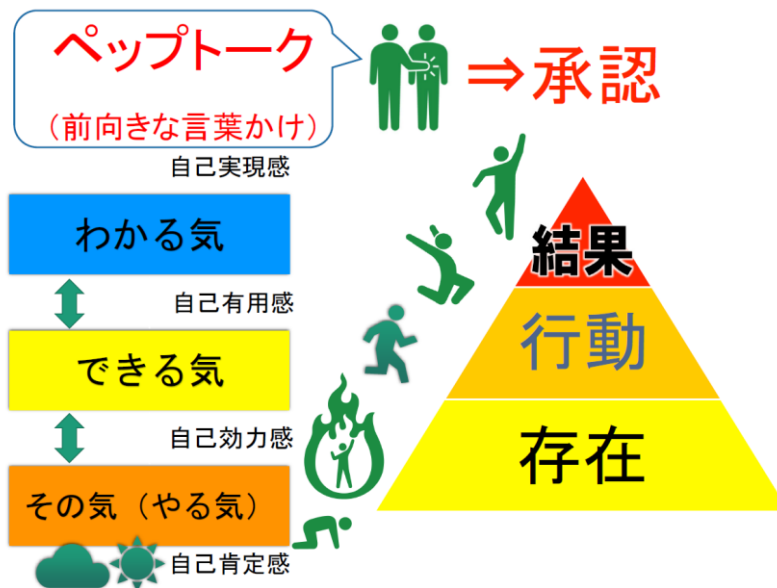 ペップトーク
（前向きな言葉かけ）
⇒承認
自己実現感
わかる気
自己有用感
できる気
自己効力感
その気（やる気）
自己肯定感
結果
行動
存在